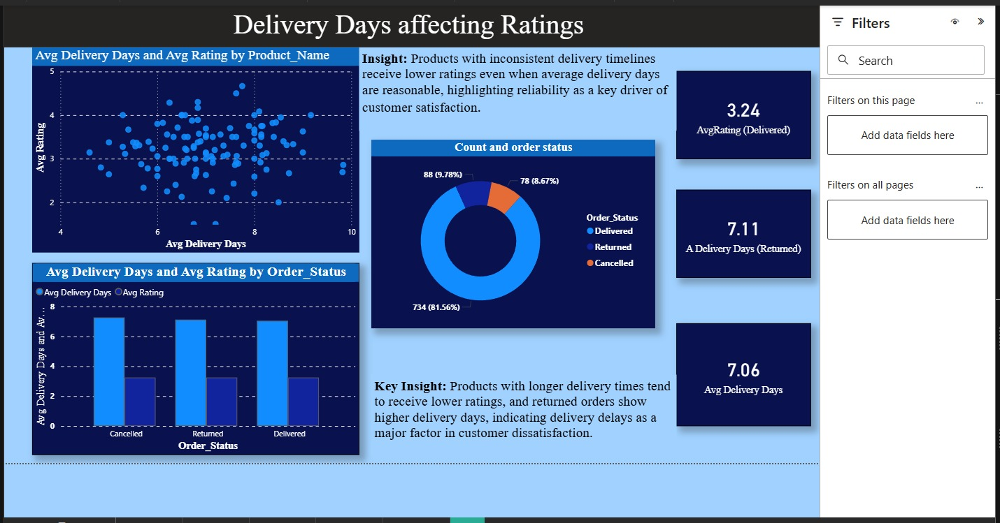 Delivery Days affecting Ratings
Avg Delivery Days and Avg Rating by Product_Name
5
4
3
2
Avg Rating
4 6 8 10
Avg Delivery Days
Insight: Products with inconsistent delivery timelines
receive lower ratings even when average delivery days
are reasonable, highlighting reliability as a key driver of
customer satisfaction.
Count and order status
88 (9.78%)
78 (8.67%)
734 (81.56%)
Order_Status
Delivered
Returned
Cancelled
3.24
AvgRating (Delivered)
7.11
A Delivery Days (Returned)
7.06
Avg Delivery Days
Avg Delivery Days and Avg Rating by Order_Status
Avg Delivery Days Avg Rating
8
6
4
2
0
Avg Delivery Days and Av...
Cancelled Returned Delivered
Order_Status
Key Insight: Products with longer delivery times tend
to receive lower ratings, and returned orders show
higher delivery days, indicating delivery delays as a
major factor in customer dissatisfaction.
Filters
Search
Filters on this page ...
Add data fields here
Filters on all pages ...
Add data fields here